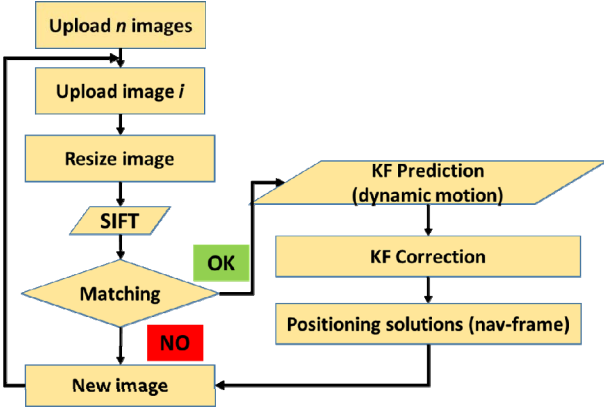 Upload n images
Upload image i
Resize image
SIFT
Matching
OK
NO
New image
KF Prediction
(dynamic motion)
KF Correction
Positioning solutions (nav-frame)